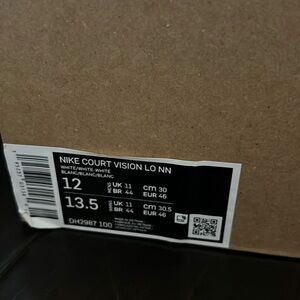 NIKE COURT VISION LO NN
WHITE/WHITE-WHITE
BLANC/BLANC/BLANC
12 UK 11 cm 30
BR 44 EUR 46
13.5 UK 11 cm 30.5
BR 44 EUR 46
DH2987 100